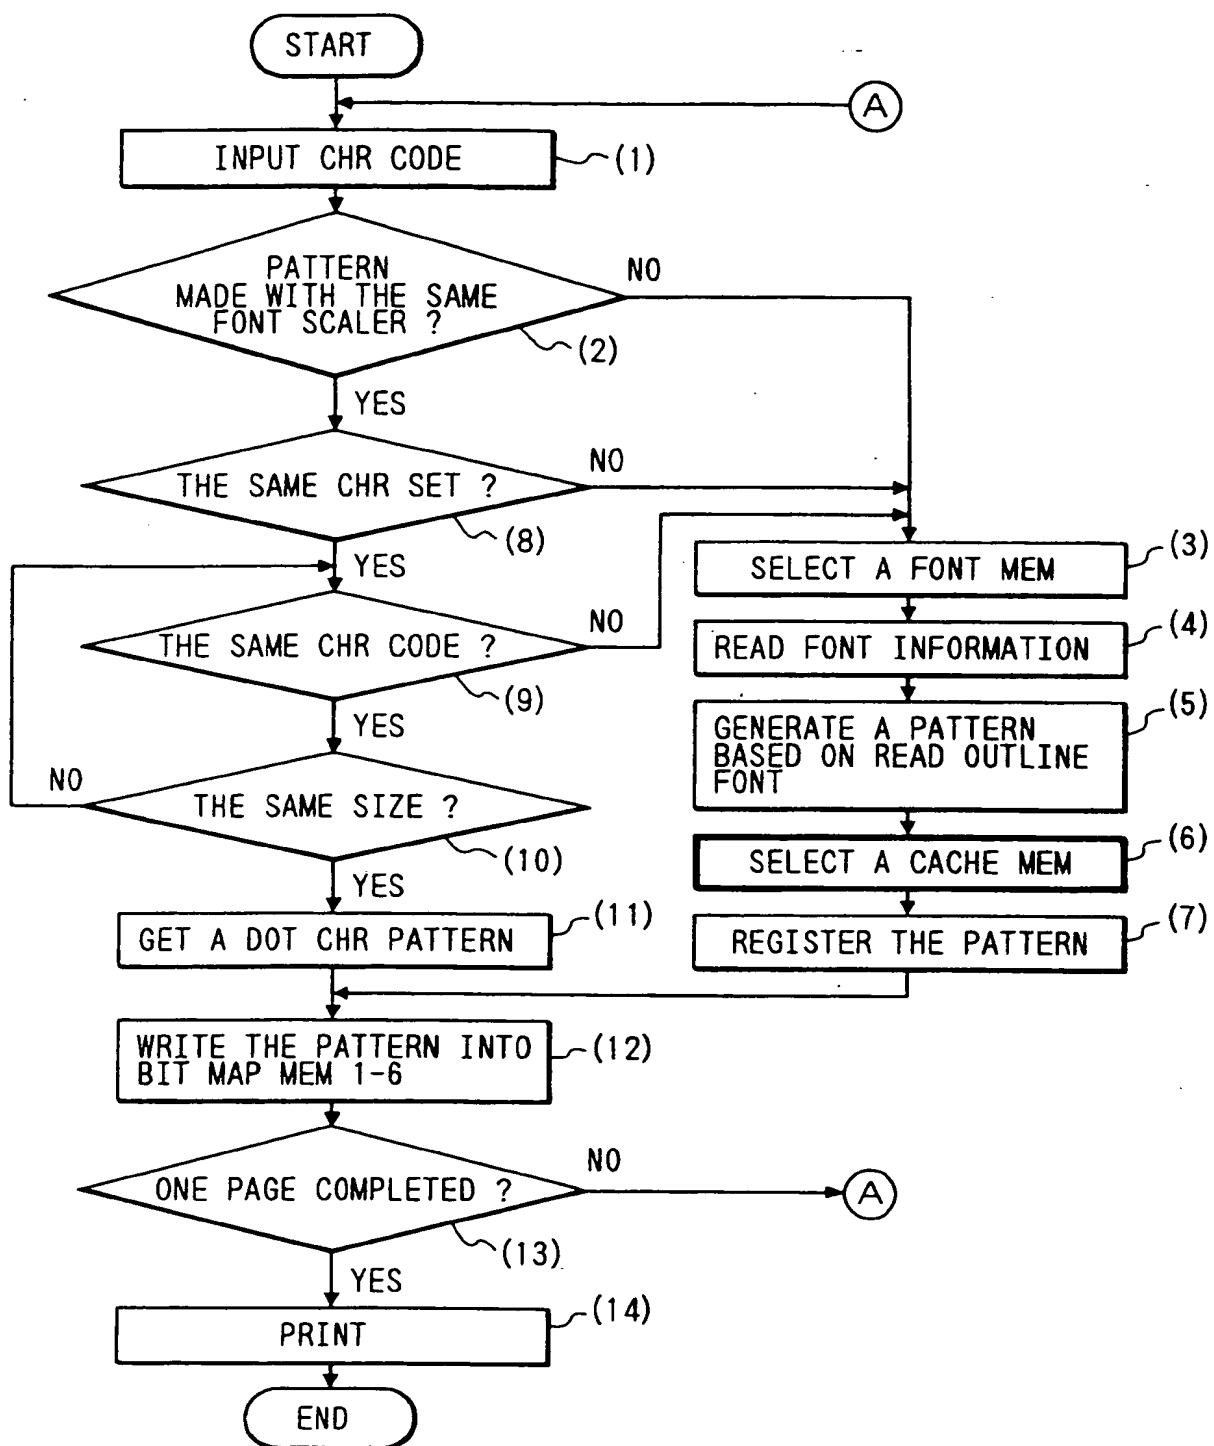 START
A
INPUT CHR CODE
(1)
PATTERN
MADE WITH THE SAME
FONT SCALER ?
NO
(2)
YES
THE SAME CHR SET ?
NO
(8)
YES
THE SAME CHR CODE ?
NO
(9)
YES
THE SAME SIZE ?
NO
(10)
YES
GET A DOT CHR PATTERN
(11)
SELECT A FONT MEM
(3)
READ FONT INFORMATION
(4)
GENERATE A PATTERN
BASED ON READ OUTLINE
FONT
(5)
SELECT A CACHE MEM
(6)
REGISTER THE PATTERN
(7)
WRITE THE PATTERN INTO
BIT MAP MEM 1-6
(12)
ONE PAGE COMPLETED ?
NO
A
(13)
YES
PRINT
(14)
END